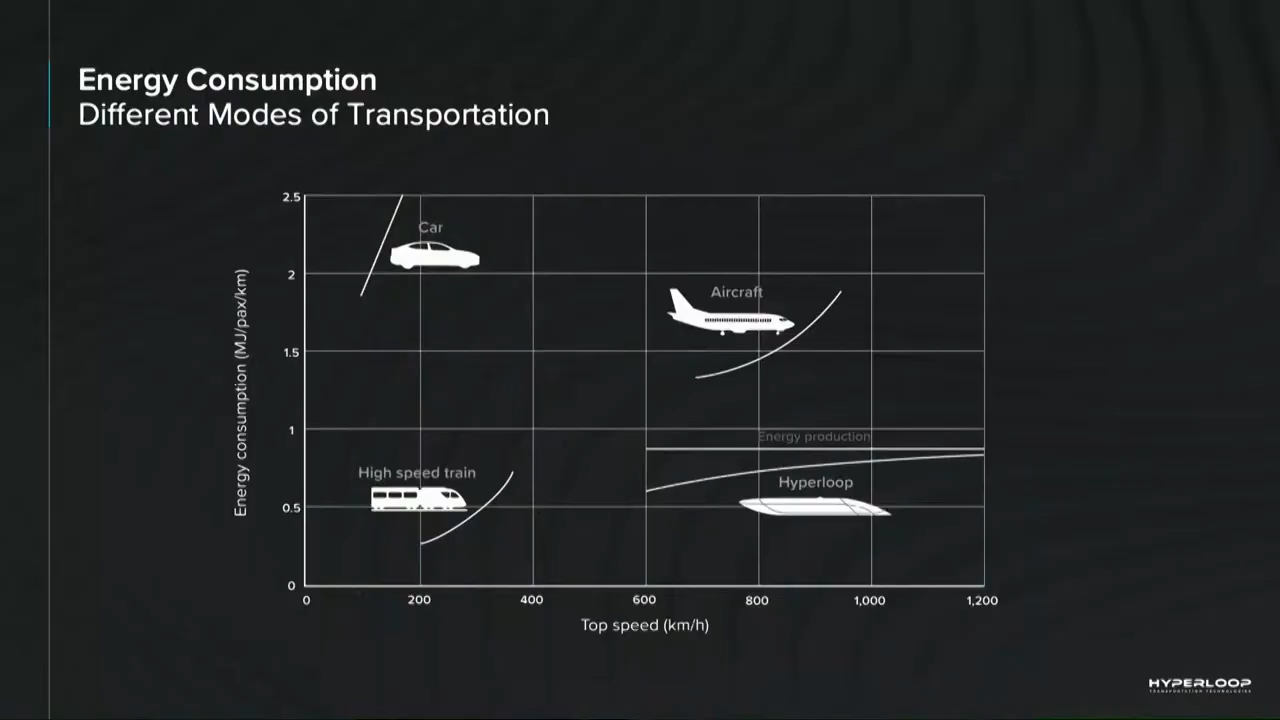 Energy Consumption
Different Modes of Transportation
2.5
Car
2
Energy consumption (MJ/pax/km)
Aircraft
1.5
1
Energy production
High speed train
Hyperloop
0.5
0
0 200 400 600 800 1,000 1,200
Top speed (km/h)
HYPERLOOP
TRANSPORTATION TECHNOLOGIES